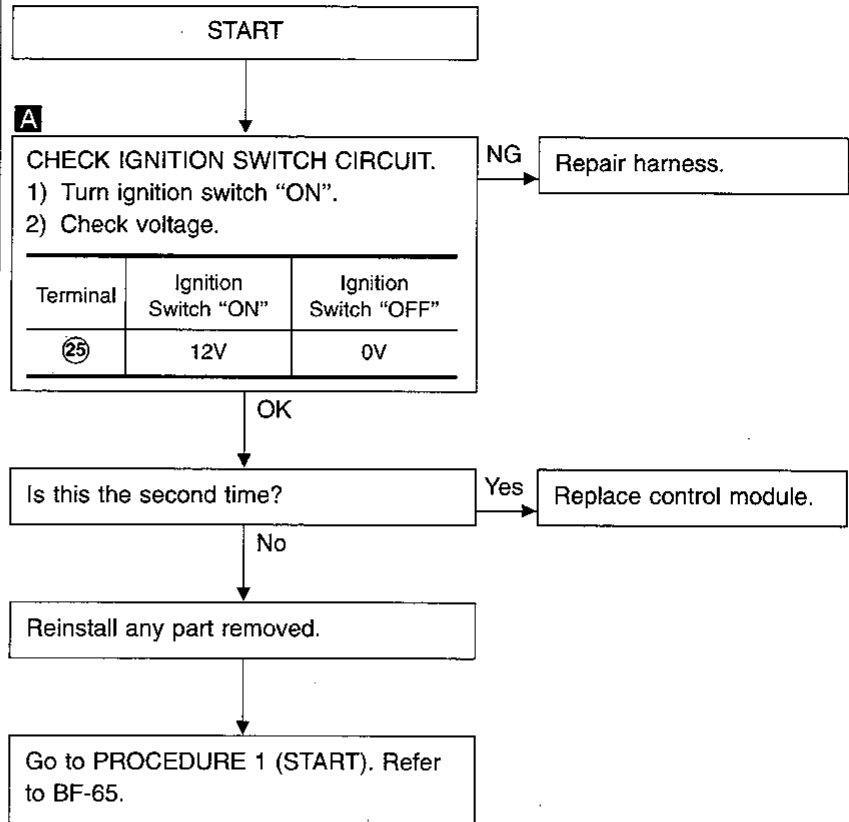 START
A
CHECK IGNITION SWITCH CIRCUIT.
1) Turn ignition switch “ON”.
2) Check voltage.
Terminal Ignition Switch “ON” Ignition Switch “OFF”
㉕ 12V 0V
NG
Repair harness.
OK
Is this the second time?
Yes
Replace control module.
No
Reinstall any part removed.
Go to PROCEDURE 1 (START). Refer
to BF-65.